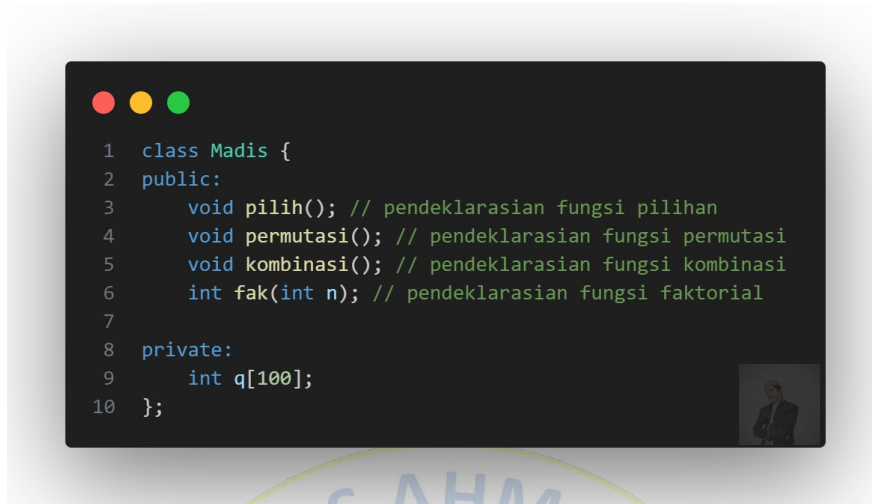 1 class Madis {
2 public:
3     void pilih(); // pendeklarasian fungsi pilihan
4     void permutasi(); // pendeklarasian fungsi permutasi
5     void kombinasi(); // pendeklarasian fungsi kombinasi
6     int fak(int n); // pendeklarasian fungsi faktorial
7
8 private:
9     int q[100];
10 };
S AHM